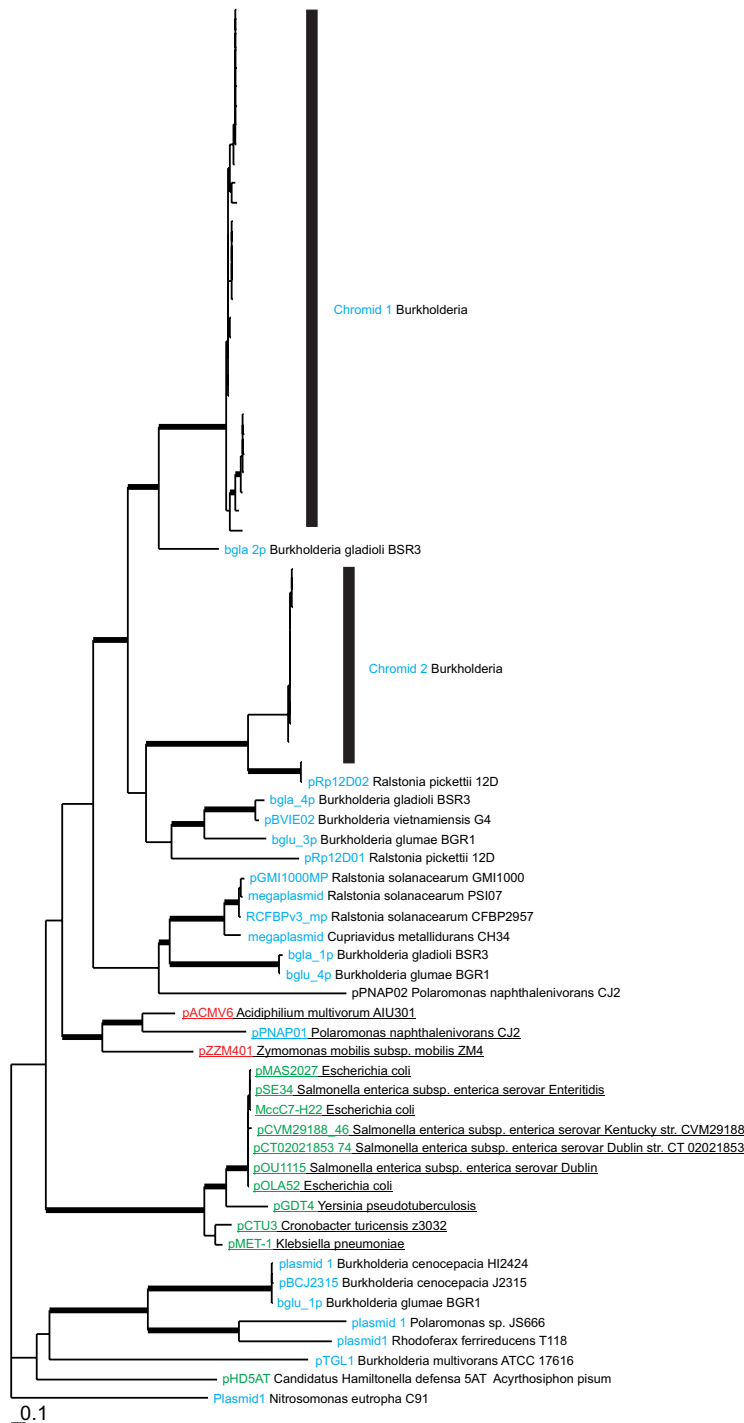 Chromid 1 Burkholderia
bgla 2p Burkholderia gladioli BSR3
Chromid 2 Burkholderia
pRp12D02 Ralstonia pickettii 12D
bgla_4p Burkholderia gladioli BSR3
pBVIE02 Burkholderia vietnamiensis G4
bglu_3p Burkholderia glumae BGR1
pRp12D01 Ralstonia pickettii 12D
pGMI1000MP Ralstonia solanacearum GMI1000
megaplasmid Ralstonia solanacearum PSI07
RCFBPv3_mp Ralstonia solanacearum CFBP2957
megaplasmid Cupriavidus metallidurans CH34
bgla_1p Burkholderia gladioli BSR3
bglu_4p Burkholderia glumae BGR1
pPNAP02 Polaromonas naphthalenivorans CJ2
pACMV6 Acidiphilium multivorum AIU301
pPNAP01 Polaromonas naphthalenivorans CJ2
pZZM401 Zymomonas mobilis subsp. mobilis ZM4
pMAS2027 Escherichia coli
pSE34 Salmonella enterica subsp. enterica serovar Enteritidis
MccC7-H22 Escherichia coli
pCVM29188_46 Salmonella enterica subsp. enterica serovar Kentucky str. CVM29188
pCT02021853 74 Salmonella enterica subsp. enterica serovar Dublin str. CT 02021853
pOU1115 Salmonella enterica subsp. enterica serovar Dublin
pOLA52 Escherichia coli
pGDT4 Yersinia pseudotuberculosis
pCTU3 Cronobacter turicensis z3032
pMET-1 Klebsiella pneumoniae
plasmid 1 Burkholderia cenocepacia HI2424
pBCJ2315 Burkholderia cenocepacia J2315
bglu_1p Burkholderia glumae BGR1
plasmid 1 Polaromonas sp. JS666
plasmid1 Rhodoferax ferrireducens T118
pTGL1 Burkholderia multivorans ATCC 17616
pHD5AT Candidatus Hamiltonella defensa 5AT Acyrthosiphon pisum
Plasmid1 Nitrosomonas eutropha C91
0.1